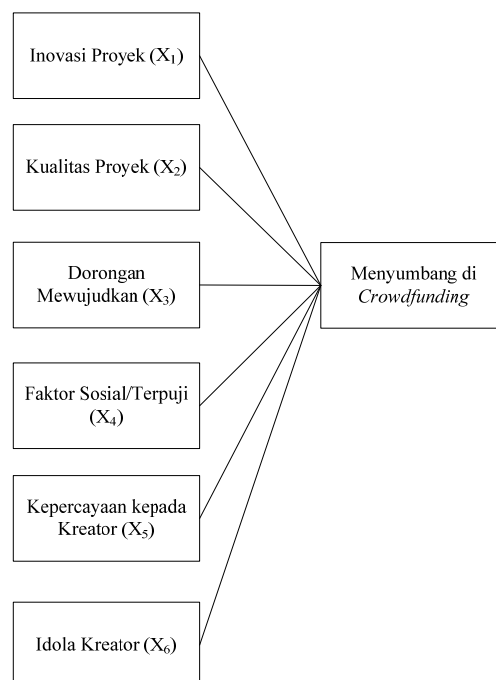 Inovasi Proyek (X₁)
Kualitas Proyek (X₂)
Dorongan
Mewujudkan (X₃)
Menyumbang di
Crowdfunding
Faktor Sosial/Terpuji
(X₄)
Kepercayaan kepada
Kreator (X₅)
Idola Kreator (X₆)